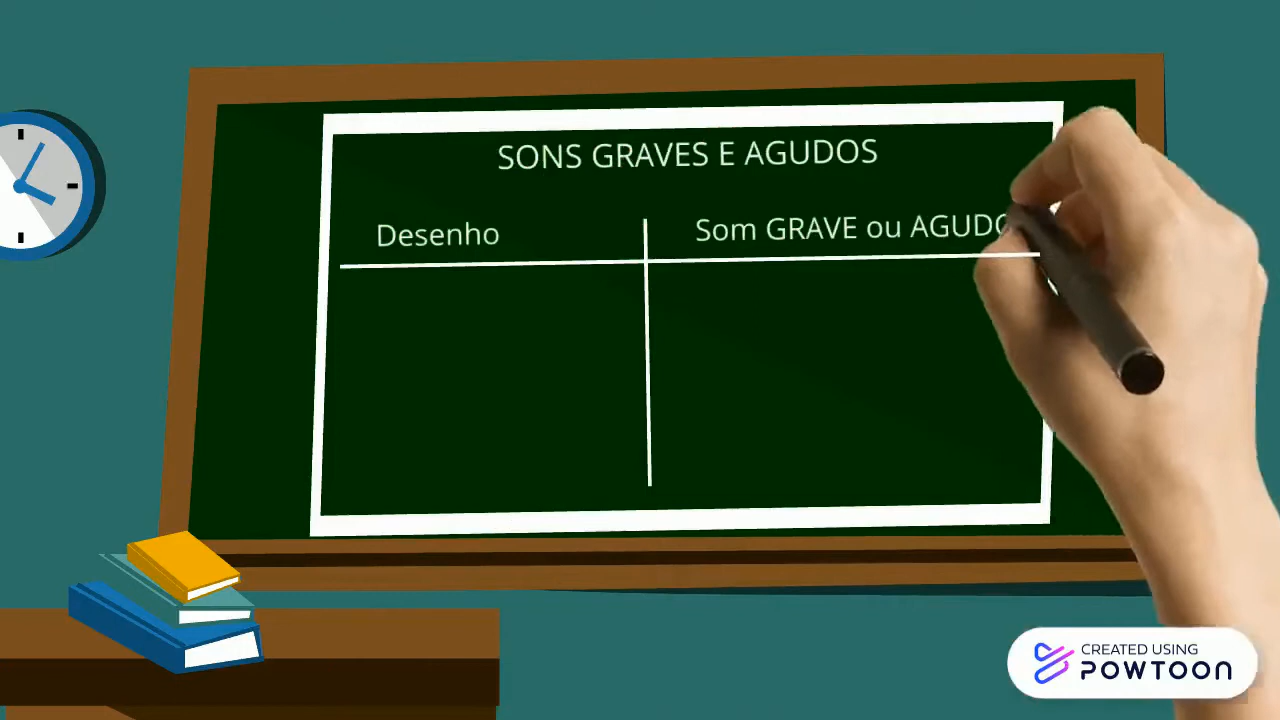 SONS GRAVES E AGUDOS
Desenho
Som GRAVE ou AGUDO
CREATED USING
POWTOON